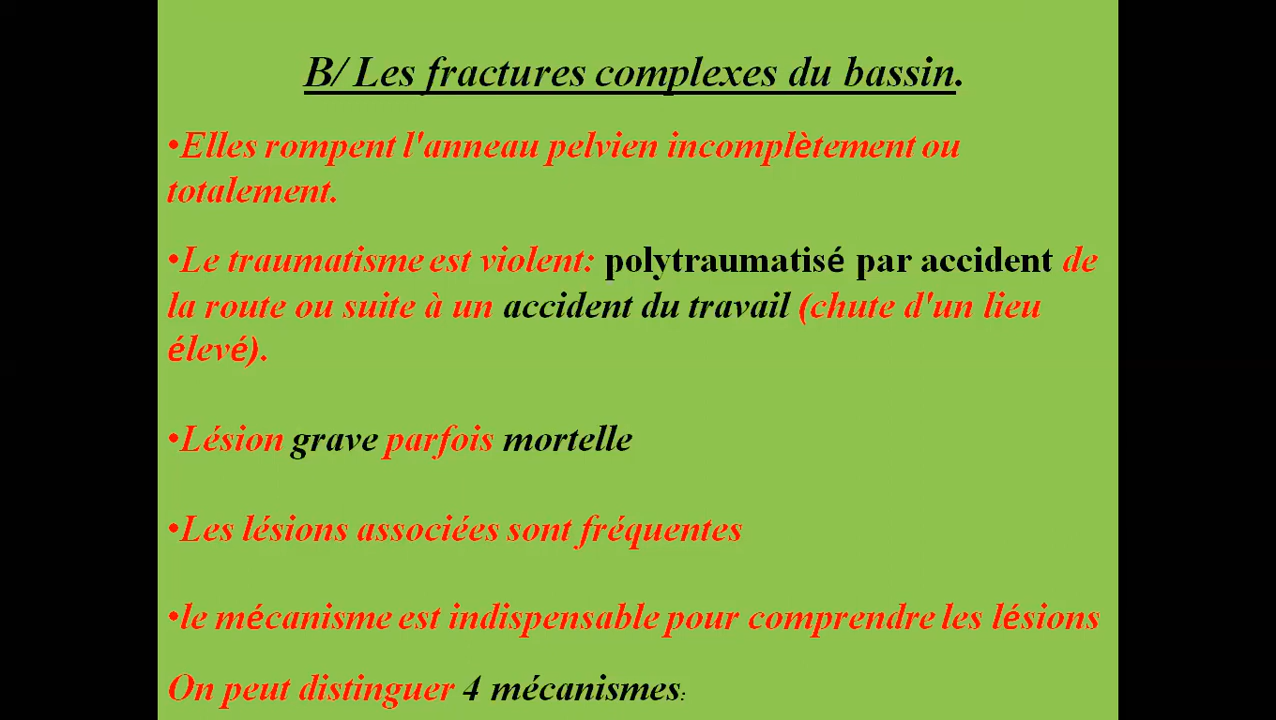 B/ Les fractures complexes du bassin.
•Elles rompent l'anneau pelvien incomplètement ou
totalement.
•Le traumatisme est violent: polytraumatisé par accident de
la route ou suite à un accident du travail (chute d'un lieu
élevé).
•Lésion grave parfois mortelle
•Les lésions associées sont fréquentes
•le mécanisme est indispensable pour comprendre les lésions
On peut distinguer 4 mécanismes: